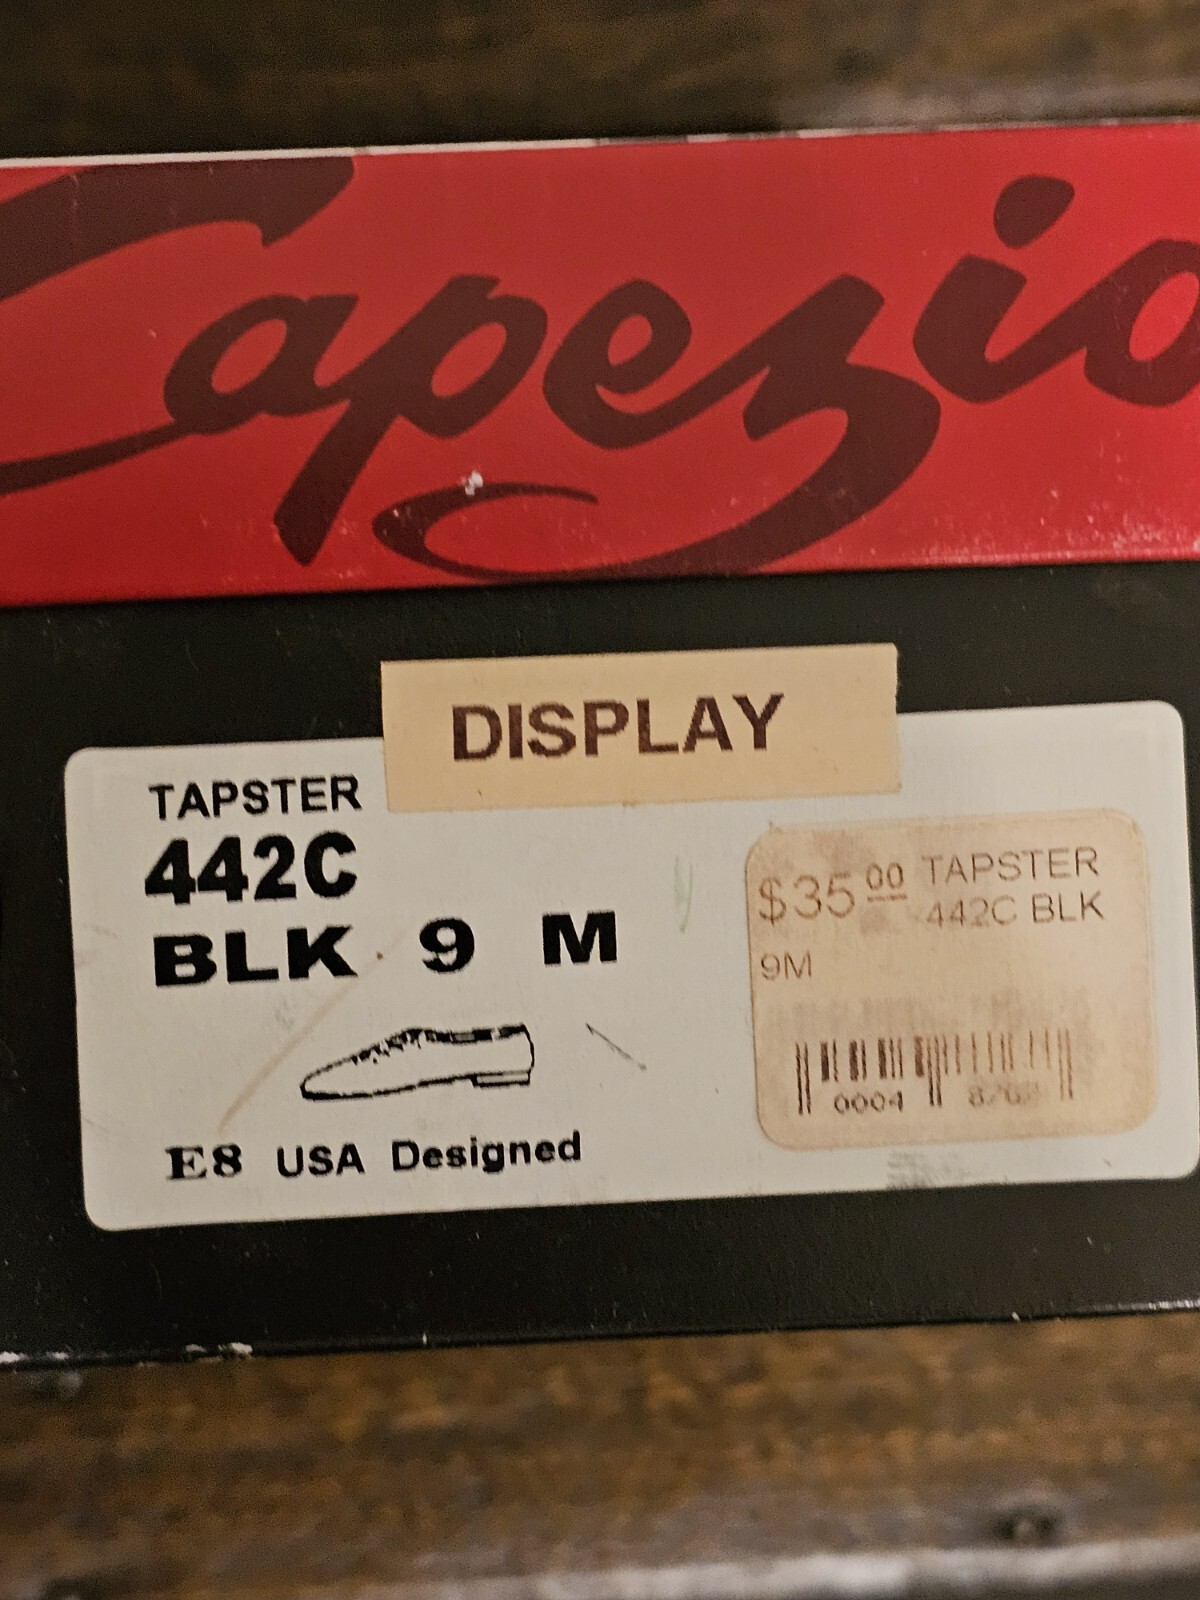 Capezio
DISPLAY
TAPSTER
442C
BLK 9 M
E8 USA Designed
$35.00 TAPSTER
442C BLK
9M
0004